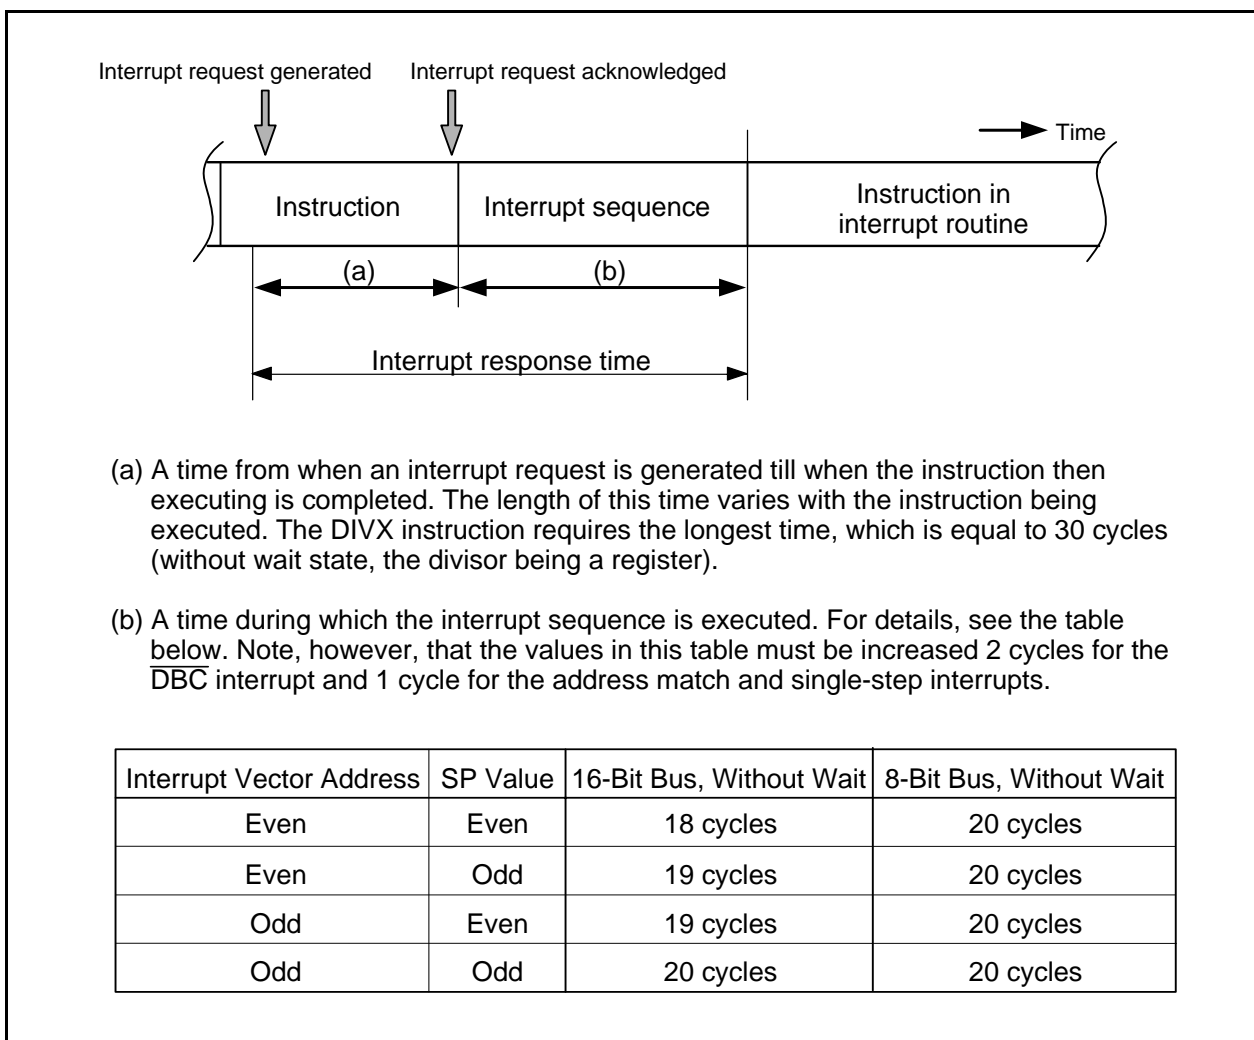 Interrupt request generated
Interrupt request acknowledged
Time
Instruction
Interrupt sequence
Instruction in
interrupt routine
(a)
(b)
Interrupt response time
(a) A time from when an interrupt request is generated till when the instruction then
executing is completed. The length of this time varies with the instruction being
executed. The DIVX instruction requires the longest time, which is equal to 30 cycles
(without wait state, the divisor being a register).
(b) A time during which the interrupt sequence is executed. For details, see the table
below. Note, however, that the values in this table must be increased 2 cycles for the
DBC interrupt and 1 cycle for the address match and single-step interrupts.
Interrupt Vector Address SP Value 16-Bit Bus, Without Wait 8-Bit Bus, Without Wait
Even Even 18 cycles 20 cycles
Even Odd 19 cycles 20 cycles
Odd Even 19 cycles 20 cycles
Odd Odd 20 cycles 20 cycles